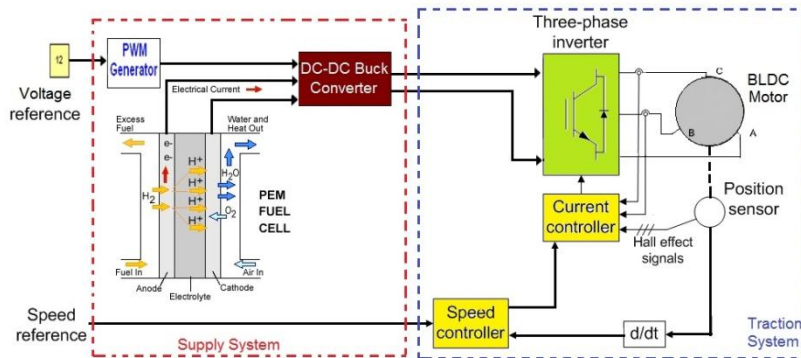 12
Voltage
reference
PWM
Generator
DC-DC Buck
Converter
Electrical Current
Excess
Fuel
Water and
Heat Out
e-
e-
H+
H+
H+
H+
H2
H2O
O2
PEM
FUEL
CELL
Fuel In
Air In
Anode
Cathode
Electrolyte
Supply System
Speed
reference
Three-phase
inverter
BLDC
Motor
C
B
A
Position
sensor
Current
controller
Hall effect
signals
Speed
controller
d/dt
Traction
System